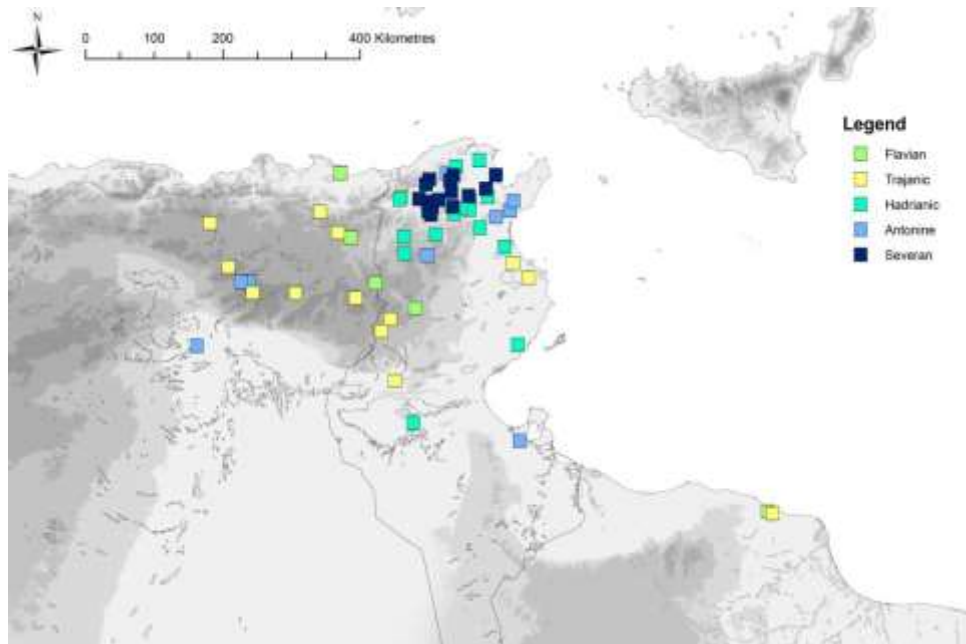 N
0 100 200 400 Kilometres
Legend
Flavian
Trajanic
Hadrianic
Antonine
Severan